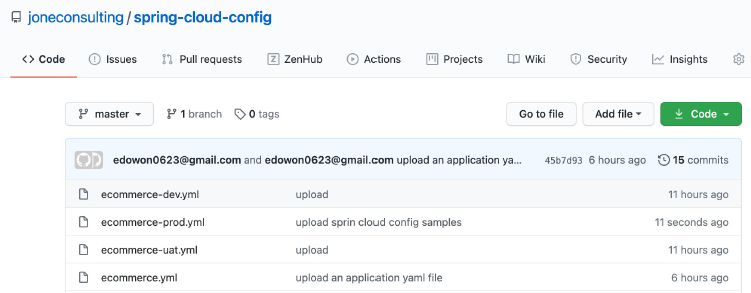 joneconsulting / spring-cloud-config
Code Issues Pull requests ZenHub Actions Projects Wiki Security Insights
master 1 branch 0 tags Go to file Add file Code
edowon0623@gmail.com and edowon0623@gmail.com upload an application ya... 45b7d93 6 hours ago 15 commits
ecommerce-dev.yml upload 11 hours ago
ecommerce-prod.yml upload sprin cloud config samples 11 seconds ago
ecommerce-uat.yml upload 11 hours ago
ecommerce.yml upload an application yaml file 6 hours ago